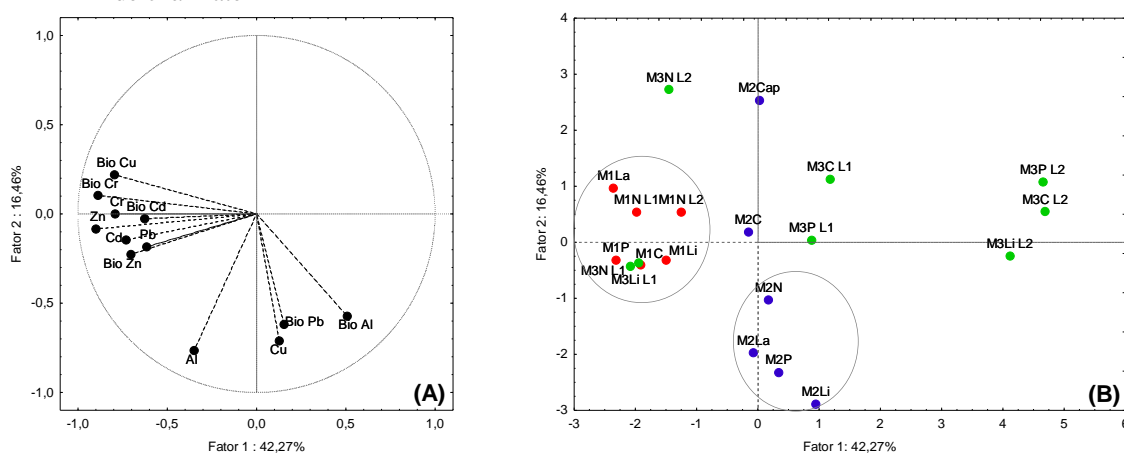 1,0
0,5
0,0
-0,5
-1,0
-1,0
-0,5
0,0
0,5
1,0
Fator 2 : 16,46%
Fator 1 : 42,27%
Bio Cu
Bio Cr
Cr
Bio Cd
Zn
Cd
Pb
Bio Zn
Al
Bio Pb
Cu
Bio Al
(A)
4
3
2
1
0
-1
-2
-3
-3
-2
-1
0
1
2
3
4
5
6
Fator 2: 16,46%
Fator 1: 42,27%
M3N L2
M2Cap
M1La
M3C L1
M3P L2
M1N L1
M1N L2
M3C L2
M2C
M3P L1
M1P
M1C
M1Li
M3Li L2
M3N L1
M3Li L1
M2N
M2La
M2P
M2Li
(B)